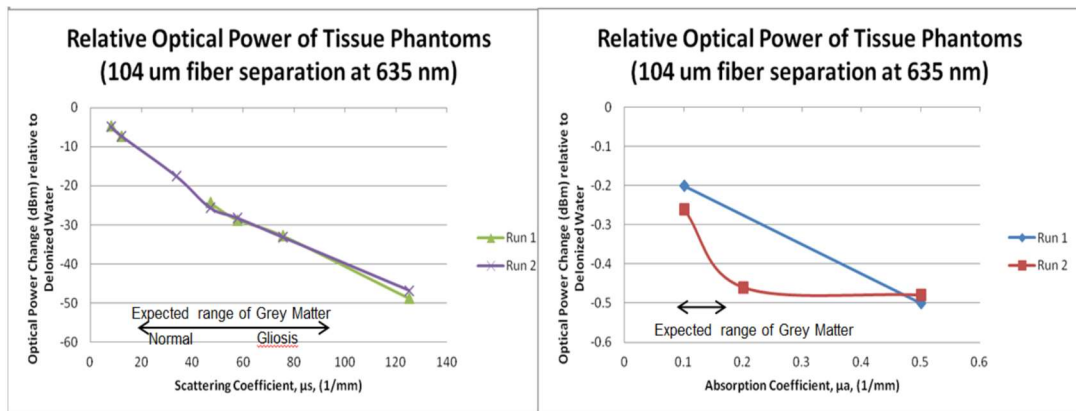 Relative Optical Power of Tissue Phantoms
(104 um fiber separation at 635 nm)
Optical Power Change (dBm) relative to
Deionized Water
0
-10
-20
-30
-40
-50
-60
0 20 40 60 80 100 120 140
Run 1
Run 2
Expected range of Grey Matter
Normal Gliosis
Scattering Coefficient, µs, (1/mm)
Relative Optical Power of Tissue Phantoms
(104 um fiber separation at 635 nm)
Optical Power Change (dBm) relative to
Deionized Water
0
-0.1
-0.2
-0.3
-0.4
-0.5
-0.6
0 0.1 0.2 0.3 0.4 0.5 0.6
Run 1
Run 2
Expected range of Grey Matter
Absorption Coefficient, µa, (1/mm)